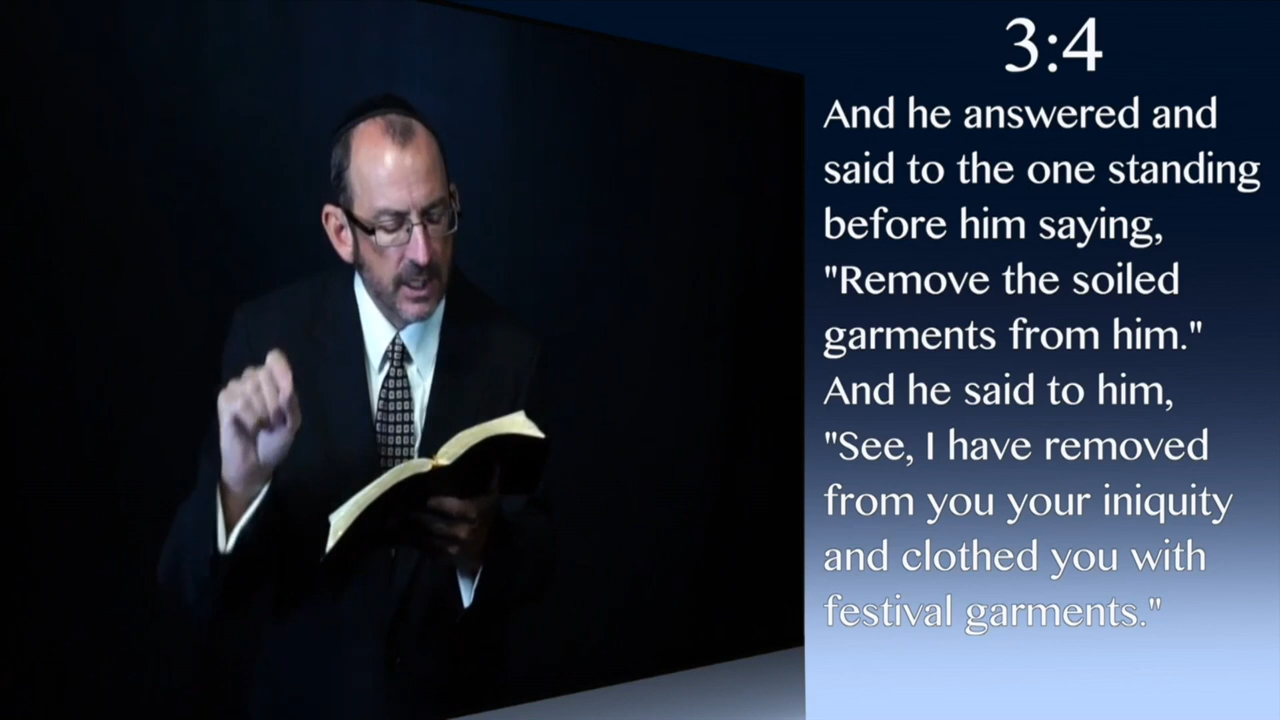 3:4
And he answered and
said to the one standing
before him saying,
"Remove the soiled
garments from him."
And he said to him,
"See, I have removed
from you your iniquity
and clothed you with
festival garments."